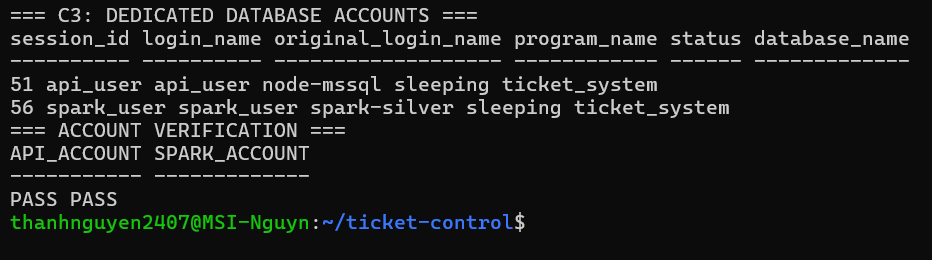 === C3: DEDICATED DATABASE ACCOUNTS ===
session_id login_name original_login_name program_name status database_name
---------- ---------- ------------------- ------------ ------ -------------
51 api_user api_user node-mssql sleeping ticket_system
56 spark_user spark_user spark-silver sleeping ticket_system
=== ACCOUNT VERIFICATION ===
API_ACCOUNT SPARK_ACCOUNT
----------- -------------
PASS PASS
thanhnguyen2407@MSI-Nguyn:~/ticket-control$